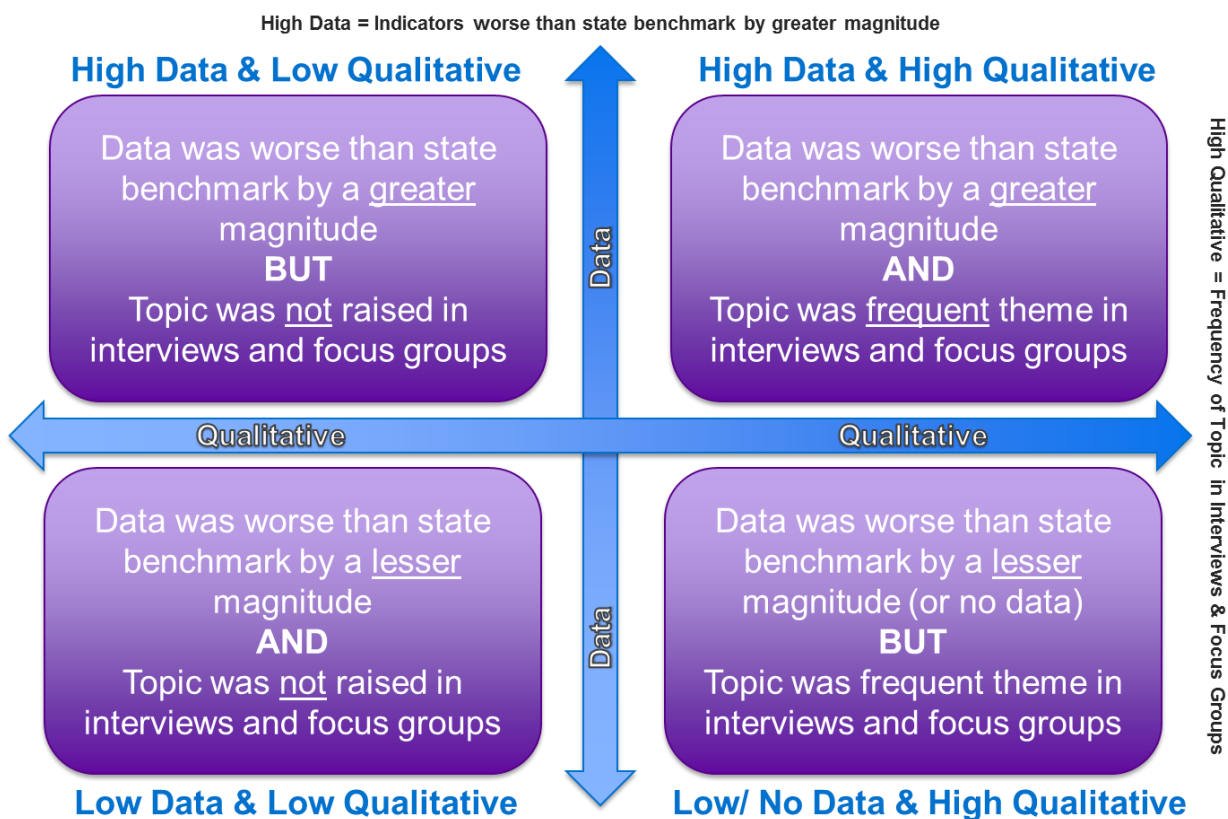 High Data = Indicators worse than state benchmark by greater magnitude
High Data & Low Qualitative
Data was worse than state
benchmark by a greater
magnitude
BUT
Topic was not raised in
interviews and focus groups
High Data & High Qualitative
Data was worse than state
benchmark by a greater
magnitude
AND
Topic was frequent theme in
interviews and focus groups
Data
Qualitative
Qualitative
Data
High Qualitative = Frequency of Topic in Interviews & Focus Groups
Data was worse than state
benchmark by a lesser
magnitude
AND
Topic was not raised in
interviews and focus groups
Low Data & Low Qualitative
Data was worse than state
benchmark by a lesser
magnitude (or no data)
BUT
Topic was frequent theme in
interviews and focus groups
Low/ No Data & High Qualitative